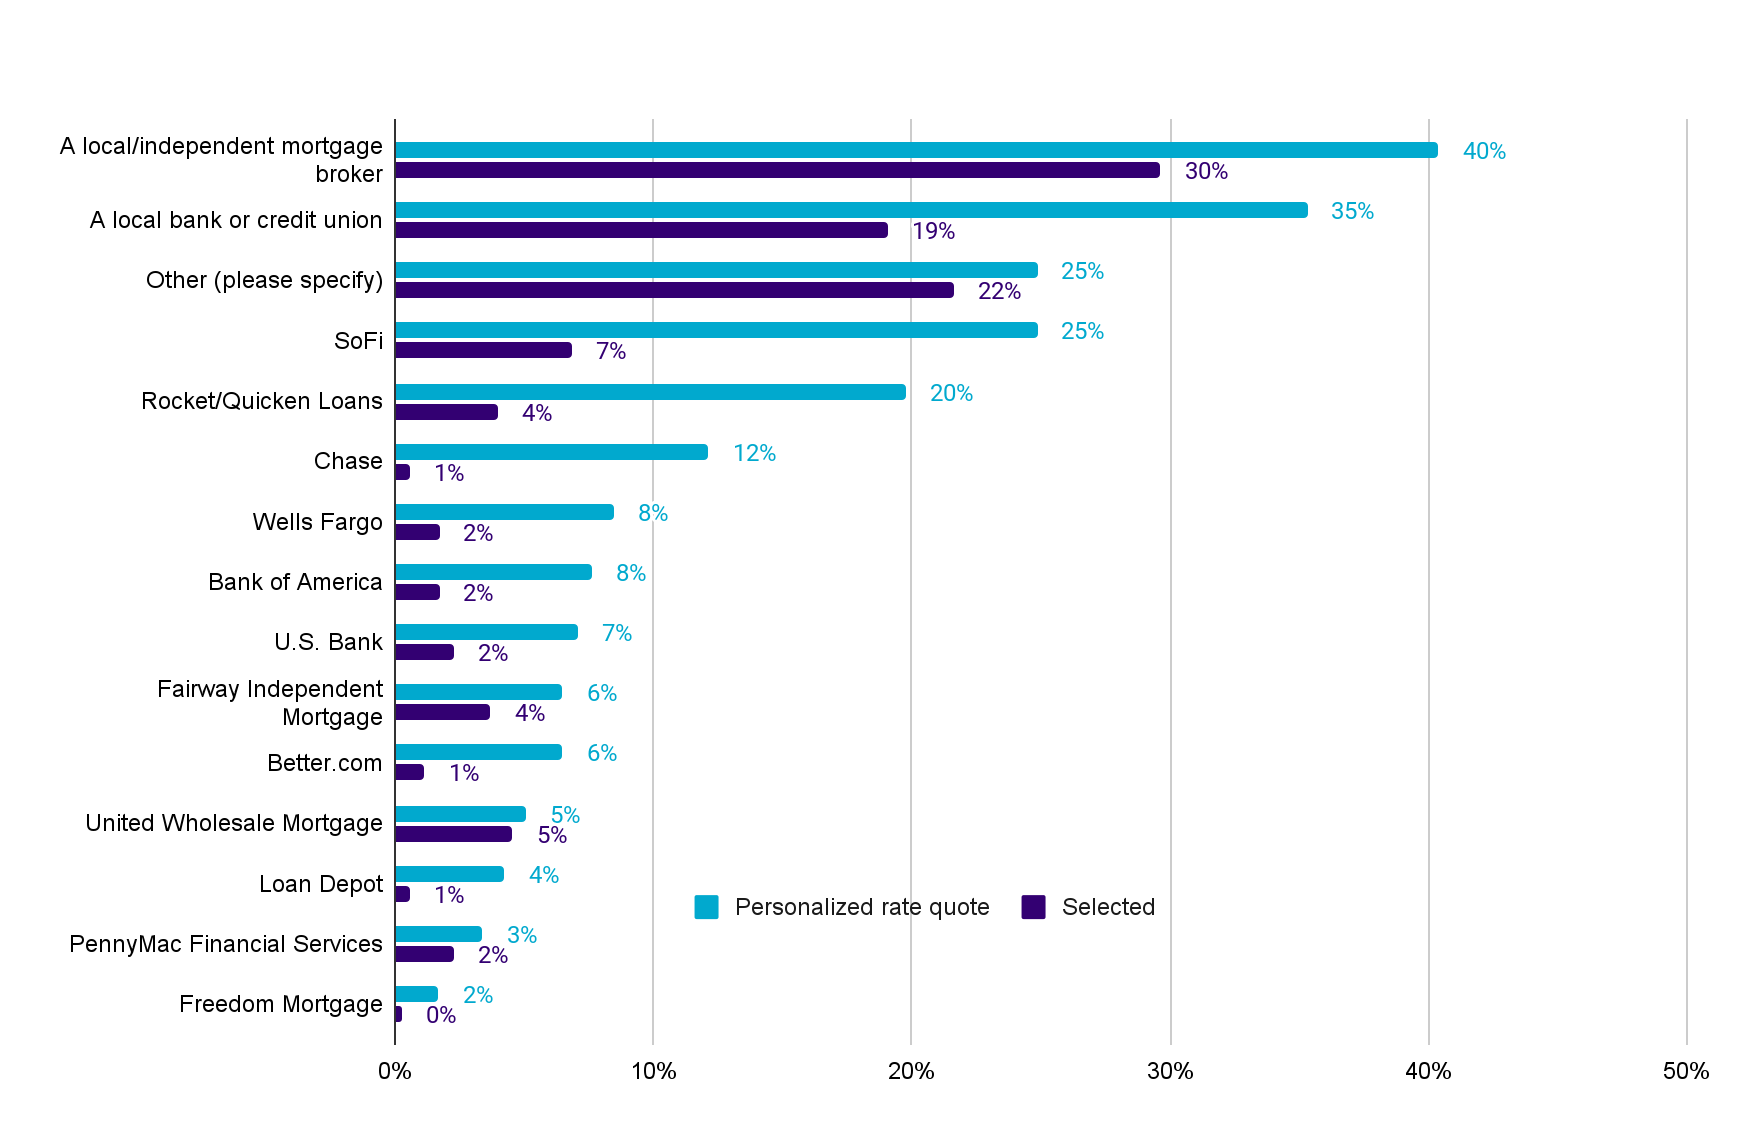 A local/independent mortgage
broker
40%
30%
A local bank or credit union
35%
19%
Other (please specify)
25%
22%
SoFi
25%
7%
Rocket/Quicken Loans
20%
4%
Chase
12%
1%
Wells Fargo
8%
2%
Bank of America
8%
2%
U.S. Bank
7%
2%
Fairway Independent
Mortgage
6%
4%
Better.com
6%
1%
United Wholesale Mortgage
5%
5%
Loan Depot
4%
1%
Personalized rate quote
Selected
PennyMac Financial Services
3%
2%
Freedom Mortgage
2%
0%
0% 10% 20% 30% 40% 50%